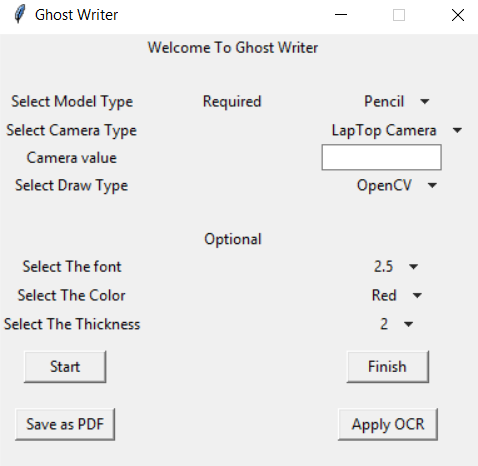 Ghost Writer
Welcome To Ghost Writer
Select Model Type Required Pencil
Select Camera Type LapTop Camera
Camera value
Select Draw Type OpenCV
Optional
Select The font 2.5
Select The Color Red
Select The Thickness 2
Start Finish
Save as PDF Apply OCR